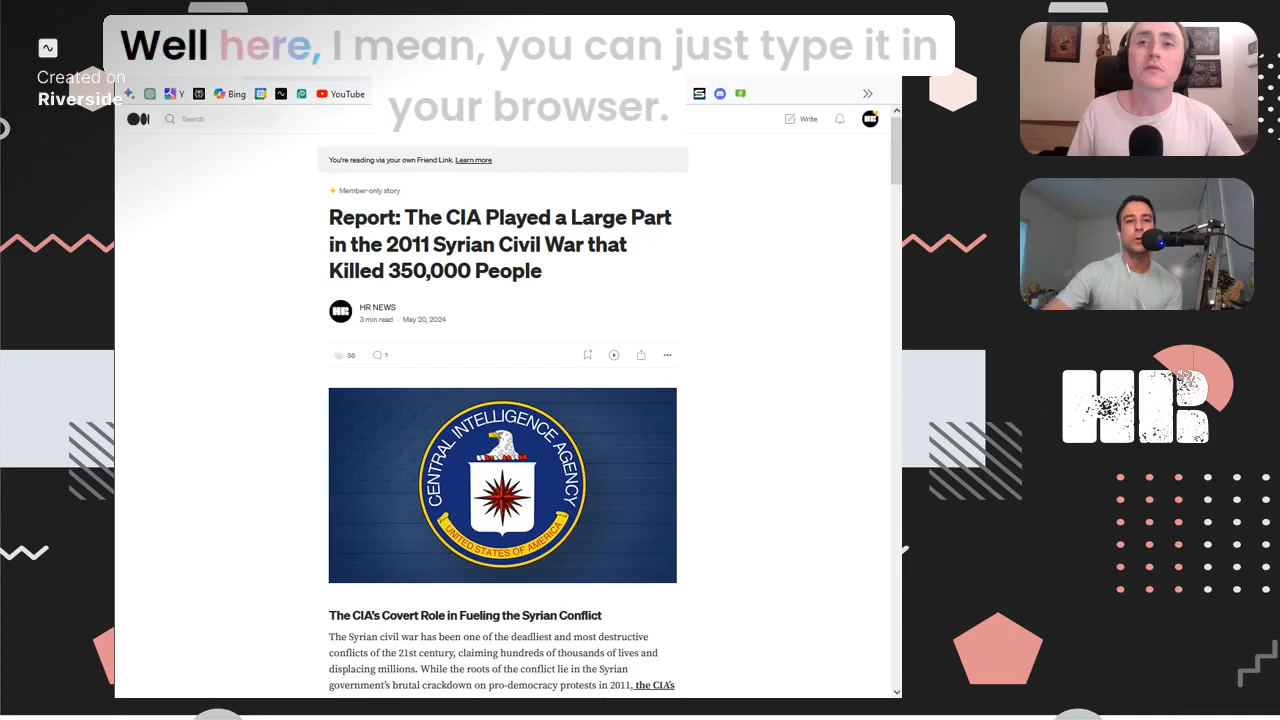 Well here, I mean, you can just type it in
your browser.
Created on
Riverside
Y
Bing
YouTube
Search
Write
HR
You're reading via your own Friend Link. Learn more
Member-only story
Report: The CIA Played a Large Part
in the 2011 Syrian Civil War that
Killed 350,000 People
HR
HR NEWS
3 min read · May 20, 2024
88
1
CENTRAL INTELLIGENCE AGENCY
UNITED STATES OF AMERICA
HR
The CIA's Covert Role in Fueling the Syrian Conflict
The Syrian civil war has been one of the deadliest and most destructive
conflicts of the 21st century, claiming hundreds of thousands of lives and
displacing millions. While the roots of the conflict lie in the Syrian
government's brutal crackdown on pro-democracy protests in 2011, the CIA's